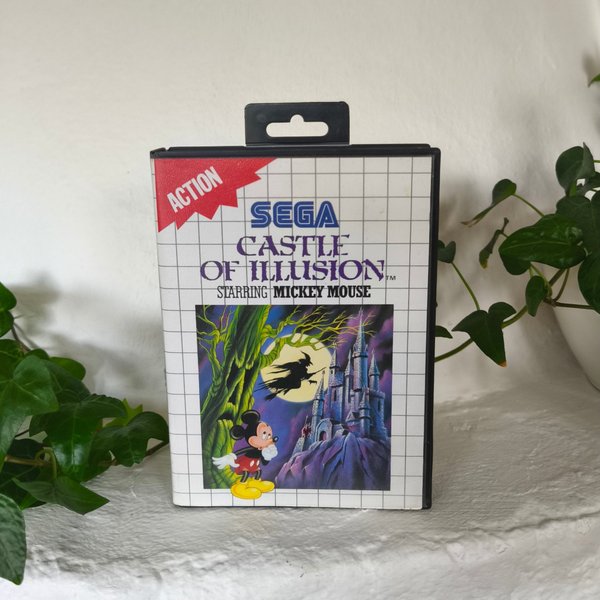 ACTION
SEGA
CASTLE
OF ILLUSION™
STARRING MICKEY MOUSE